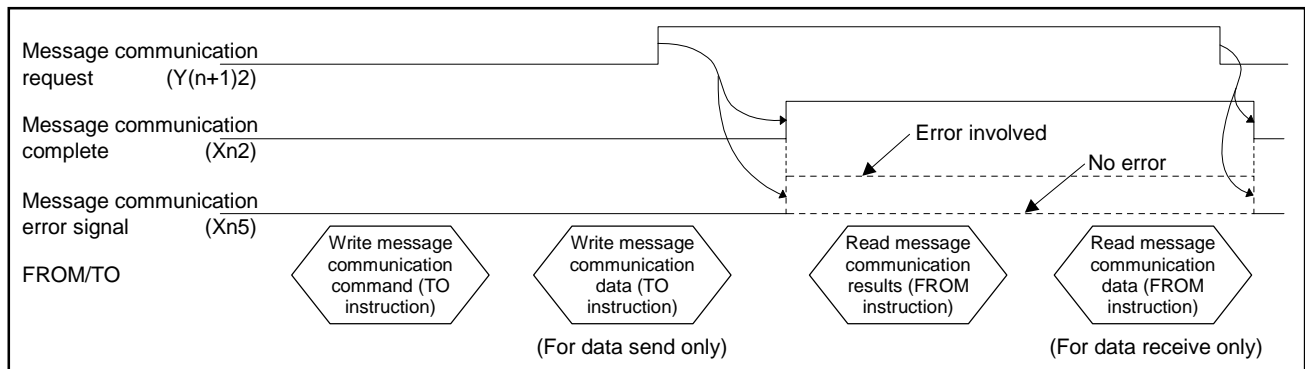 Message communication
request (Y(n+1)2)
Message communication
complete (Xn2)
Error involved
No error
Message communication
error signal (Xn5)
FROM/TO
Write message
communication
command (TO
instruction)
Write message
communication
data (TO
instruction)
(For data send only)
Read message
communication
results (FROM
instruction)
Read message
communication
data (FROM
instruction)
(For data receive only)